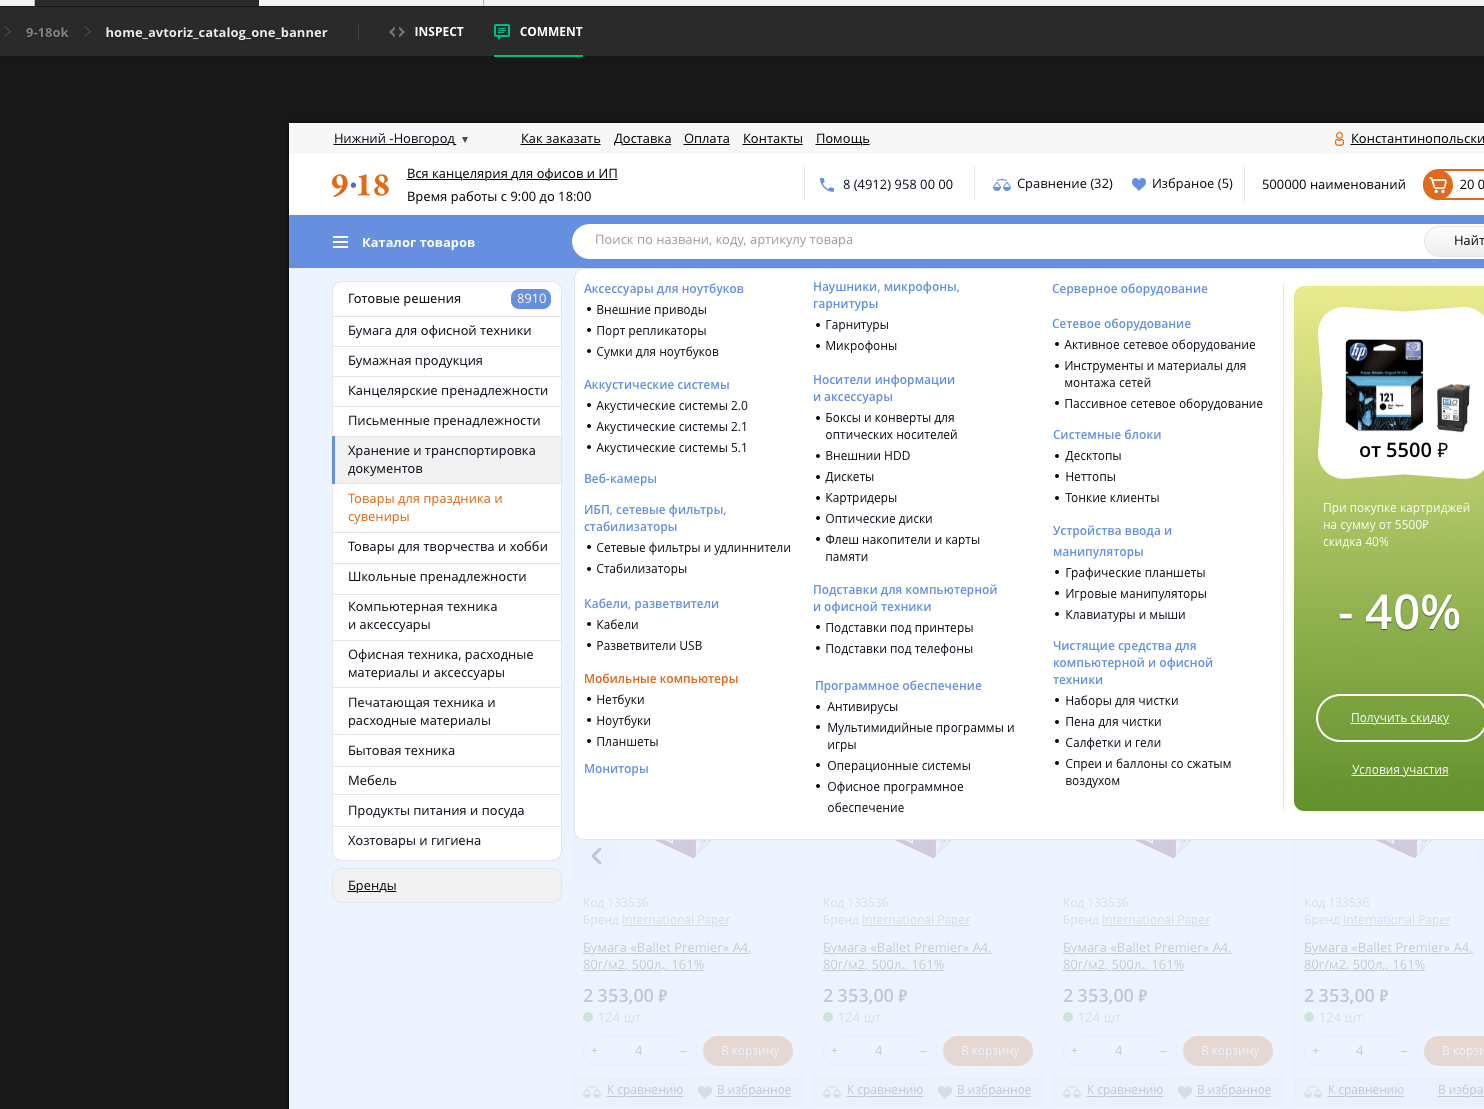 9-18ok
home_avtoriz_catalog_one_banner
INSPECT
COMMENT
Нижний -Новгород
Как заказать Доставка Оплата Контакты Помощь
9·18
Вся канцелярия для офисов и ИП
Время работы с 9:00 до 18:00
8 (4912) 958 00 00
Сравнение (32)
Избраное (5)
500000 наименований
Каталог товаров
Поиск по названи, коду, артикулу товара
Готовые решения 8910
Бумага для офисной техники
Бумажная продукция
Канцелярские пренадлежности
Письменные пренадлежности
Хранение и транспортировка
документов
Товары для праздника и
сувениры
Товары для творчества и хобби
Школьные пренадлежности
Компьютерная техника
и аксессуары
Офисная техника, расходные
материалы и аксессуары
Печатающая техника и
расходные материалы
Бытовая техника
Мебель
Продукты питания и посуда
Хозтовары и гигиена
Бренды
Аксессуары для ноутбуков
Внешние приводы
Порт репликаторы
Сумки для ноутбуков
Аккустические системы
Акустические системы 2.0
Акустические системы 2.1
Акустические системы 5.1
Веб-камеры
ИБП, сетевые фильтры,
стабилизаторы
Сетевые фильтры и удлиннители
Стабилизаторы
Кабели, разветвители
Кабели
Разветвители USB
Мобильные компьютеры
Нетбуки
Ноутбуки
Планшеты
Мониторы
Наушники, микрофоны,
гарнитуры
Гарнитуры
Микрофоны
Носители информации
и аксессуары
Боксы и конверты для
оптических носителей
Внешнии HDD
Дискеты
Картридеры
Оптические диски
Флеш накопители и карты
памяти
Подставки для компьютерной
и офисной техники
Подставки под принтеры
Подставки под телефоны
Программное обеспечение
Антивирусы
Мультимидийные программы и
игры
Операционные системы
Офисное программное
обеспечение
Серверное оборудование
Сетевое оборудование
Активное сетевое оборудование
Инструменты и материалы для
монтажа сетей
Пассивное сетевое оборудование
Системные блоки
Десктопы
Неттопы
Тонкие клиенты
Устройства ввода и
манипуляторы
Графические планшеты
Игровые манипуляторы
Клавиатуры и мыши
Чистящие средства для
компьютерной и офисной
техники
Наборы для чистки
Пена для чистки
Салфетки и гели
Спреи и баллоны со сжатым
воздухом
hp
121
от 5500 ₽
При покупке картриджей
на сумму от 5500₽
скидка 40%
- 40%
Получить скидку
Условия участия
Код 133536
Бренд International Paper
Бумага «Ballet Premier» А4,
80г/м2, 500л., 161%
2 353,00 ₽
124 шт.
+ 4 –
В корзину
К сравнению
В избранное
Код 133536
Бренд International Paper
Бумага «Ballet Premier» А4,
80г/м2, 500л., 161%
2 353,00 ₽
124 шт.
+ 4 –
В корзину
К сравнению
В избранное
Код 133536
Бренд International Paper
Бумага «Ballet Premier» А4,
80г/м2, 500л., 161%
2 353,00 ₽
124 шт.
+ 4 –
В корзину
К сравнению
В избранное
Код 133536
Бренд International Paper
Бумага «Ballet Premier» А4,
80г/м2, 500л., 161%
2 353,00 ₽
124 шт.
+ 4 –
К сравнению